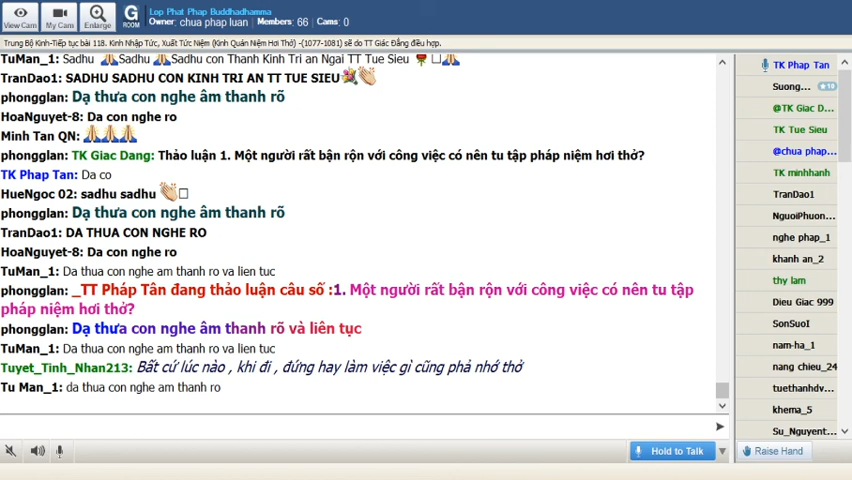 Lop Phat Phap Buddhadhamma
Owner: chua phap luan Members: 66 Cams: 0
View Cam My Cam Enlarge G ROOM
Trung Bộ Kinh-Tiếp tục bài 118. Kinh Nhập Tức, Xuất Tức Niệm (Kinh Quán Niệm Hơi Thở) -(1077-1081) sẽ do TT Giác Đẳng điều hợp.
TuMan_1: Sadhu Sadhu Sadhu con Thanh Kinh Tri an Ngai TT Tue Sieu
TranDao1: SADHU SADHU CON KINH TRI AN TT TUE SIEU
phongglan: Dạ thưa con nghe âm thanh rõ
HoaNguyet-8: Da con nghe ro
Minh Tan QN:
phongglan: TK Giac Dang: Thảo luận 1. Một người rất bận rộn với công việc có nên tu tập pháp niệm hơi thở?
TK Phap Tan: Da co
HueNgoc 02: sadhu sadhu
phongglan: Dạ thưa con nghe âm thanh rõ
TranDao1: DA THUA CON NGHE RO
HoaNguyet-8: Da con nghe ro
TuMan_1: Da thua con nghe am thanh ro va lien tuc
phongglan: _TT Pháp Tân đang thảo luận câu số :1. Một người rất bận rộn với công việc có nên tu tập
pháp niệm hơi thở?
phongglan: Dạ thưa con nghe âm thanh rõ và liên tục
TuMan_1: Da thua con nghe am thanh ro va lien tuc
Tuyet_Tinh_Nhan213: Bất cứ lúc nào , khi đi , đứng hay làm việc gì cũng phả nhớ thở
Tu Man_1: da thua con nghe am thanh ro
TK Phap Tan
Suong... 10
@TK Giac D...
TK Tue Sieu
@chua phap...
TK minhhanh
TranDao1
NguoiPhuon...
nghe phap_1
khanh an_2
thy lam
Dieu Giac 999
SonSuoI
nam-ha_1
nang chieu_24
tuethanhdv...
khema_5
Su_Nguyent...
Hold to Talk
Raise Hand